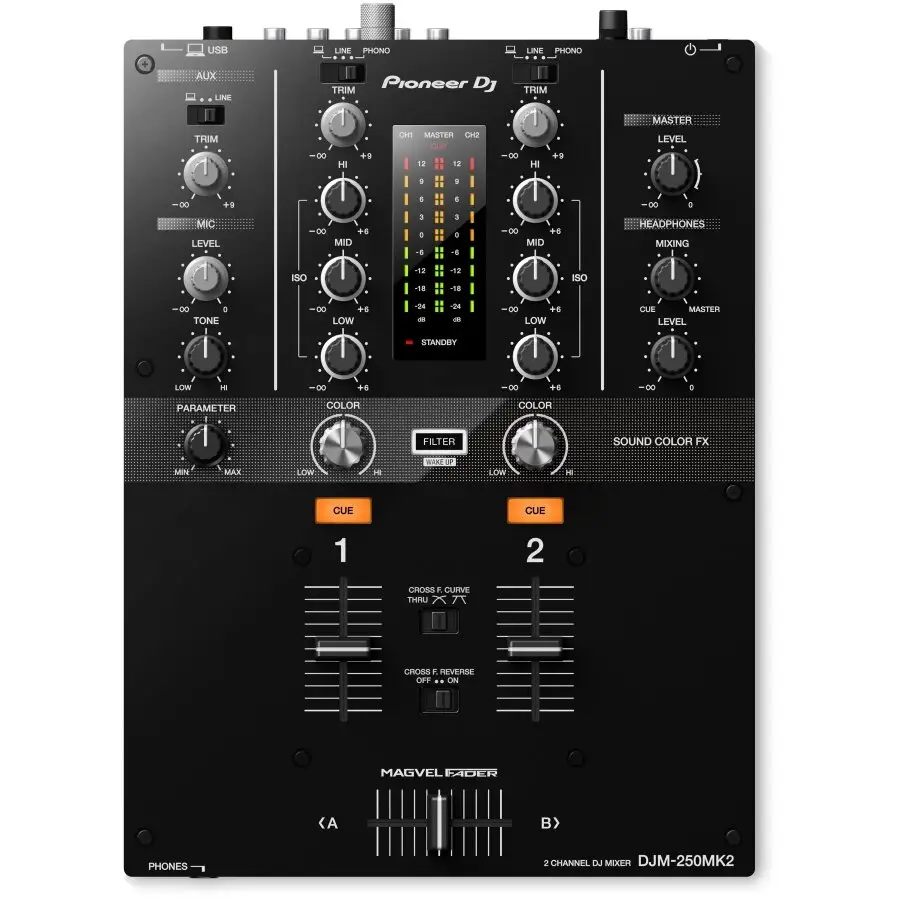 USB
AUX
LINE
TRIM
-∞ +9
MIC
LEVEL
-∞ 0
TONE
LOW HI
LINE PHONO
TRIM
-∞ +9
HI
-∞ +6
MID
ISO
-∞ +6
LOW
-∞ +6
Pioneer Dj
CH1 MASTER CH2
CLIP
12 12
9 9
6 6
3 3
0 0
-6 -6
-12 -12
-18 -18
-24 -24
dB dB
STANDBY
LINE PHONO
TRIM
-∞ +9
HI
-∞ +6
MID
ISO
-∞ +6
LOW
-∞ +6
MASTER
LEVEL
-∞ 0
HEADPHONES
MIXING
CUE MASTER
LEVEL
-∞ 0
PARAMETER
MIN MAX
COLOR
LOW HI
FILTER
WAKE UP
COLOR
LOW HI
SOUND COLOR FX
CUE
CUE
1
2
CROSS F. CURVE
THRU
CROSS F. REVERSE
OFF ON
MAGVEL FADER
A
B
PHONES
2 CHANNEL DJ MIXER DJM-250MK2